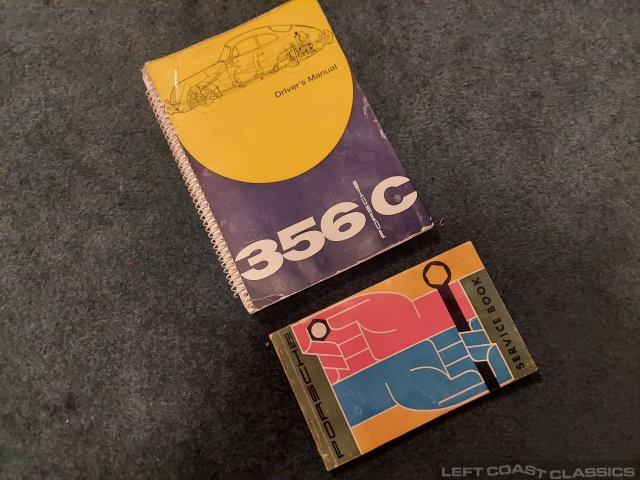 Driver's Manual
356 C
PORSCHE
PORSCHE
SERVICE BOOK
LEFT COAST CLASSICS